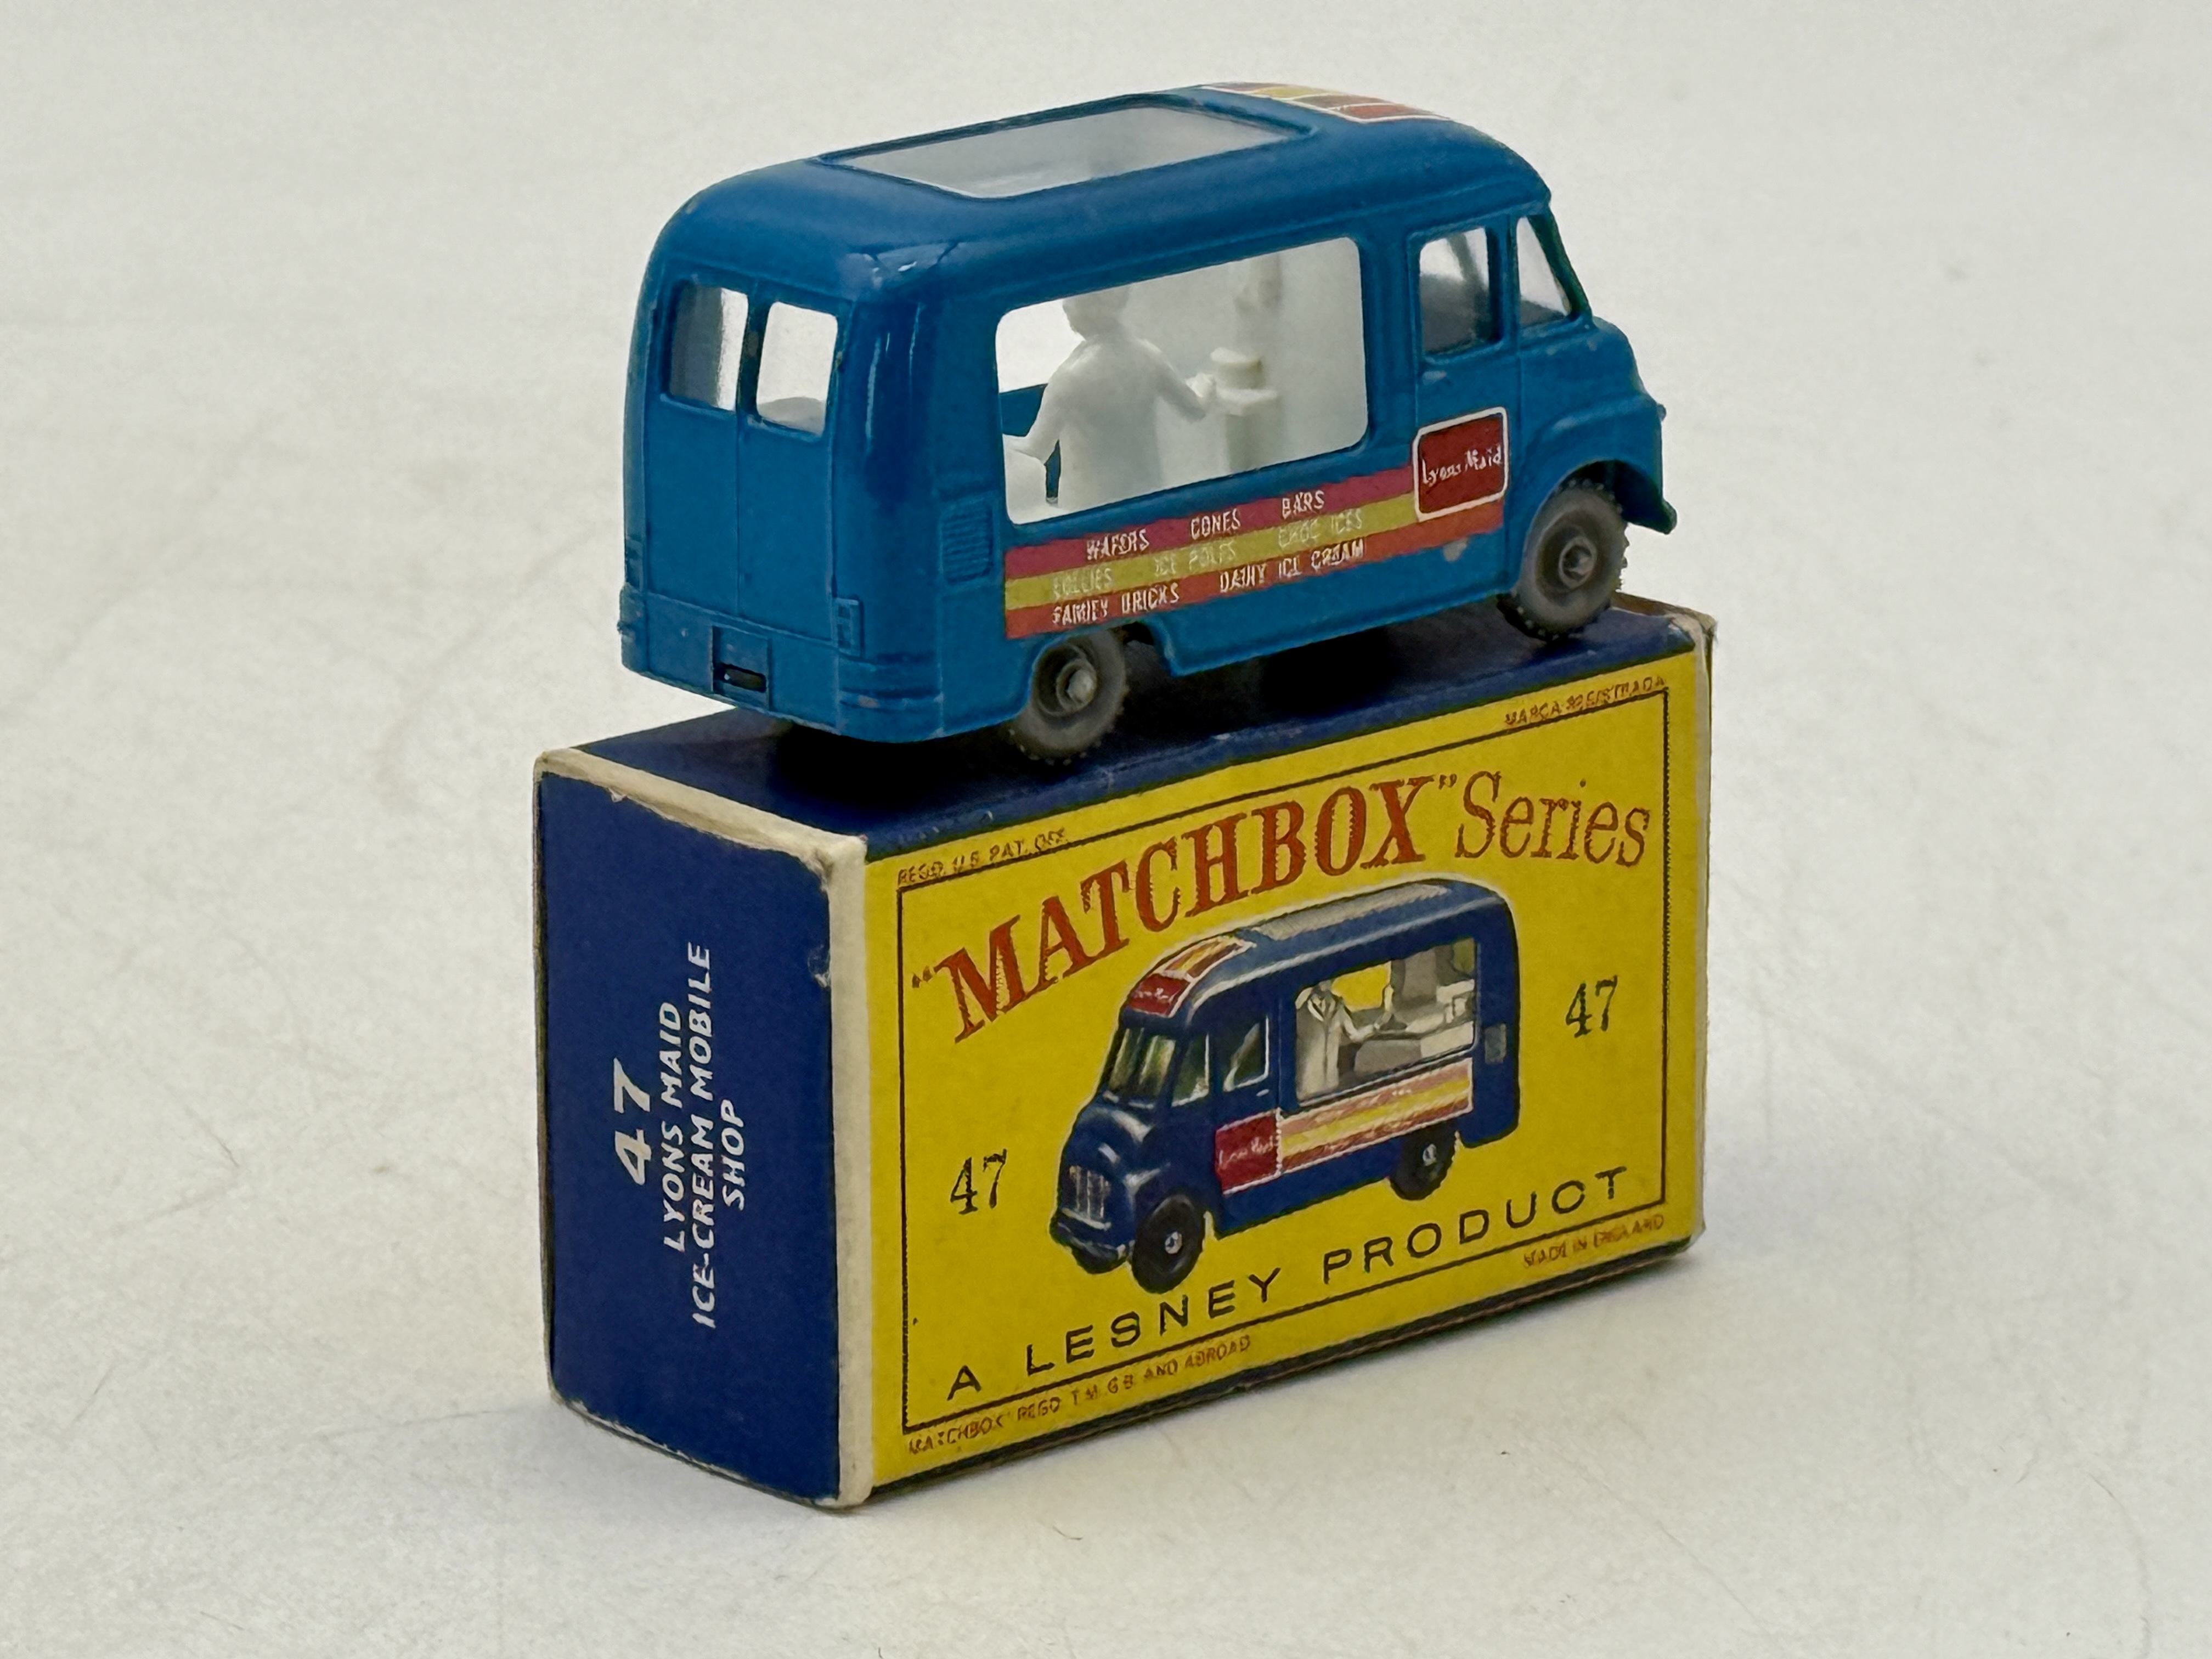 Lyons Maid
WAFERS CONES BARS
LOLLIES ICE POLES CHOC ICES
FAMILY BRICKS DAIRY ICE CREAM
MARCA REGISTRADA
REGD. U.S. PAT. OFF.
"MATCHBOX" Series
47
47
A LESNEY PRODUCT
MADE IN ENGLAND
"MATCHBOX" REGD. T.M. G.B. AND ABROAD
47
LYONS MAID
ICE-CREAM MOBILE
SHOP